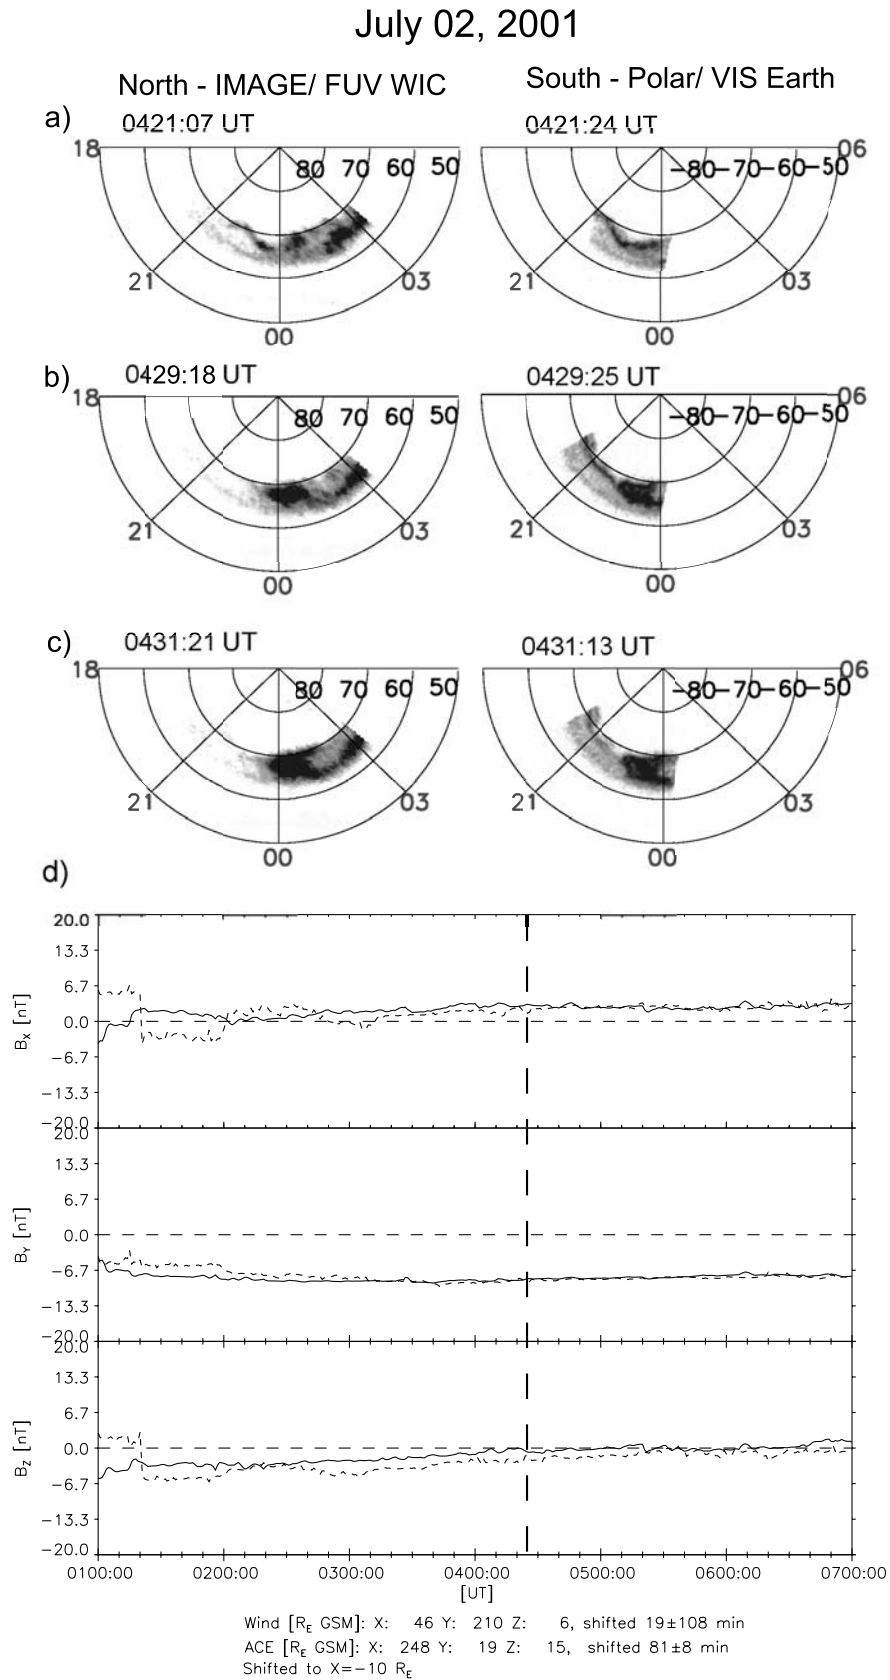 July 02, 2001
North - IMAGE/ FUV WIC South - Polar/ VIS Earth
a) 0421:07 UT 0421:24 UT
18 80 70 60 50 -80 -70 -60 -50 06
21 03 21 03
00 00
b) 0429:18 UT 0429:25 UT
18 80 70 60 50 -80 -70 -60 -50 06
21 03 21 03
00 00
c) 0431:21 UT 0431:13 UT
18 80 70 60 50 -80 -70 -60 -50 06
21 03 21 03
00 00
d)
20.0
13.3
6.7
0.0
-6.7
-13.3
-20.0
BX [nT]
20.0
13.3
6.7
0.0
-6.7
-13.3
-20.0
BY [nT]
20.0
13.3
6.7
0.0
-6.7
-13.3
-20.0
BZ [nT]
0100:00 0200:00 0300:00 0400:00 0500:00 0600:00 0700:00
[UT]
Wind [RE GSM]: X: 46 Y: 210 Z: 6, shifted 19±108 min
ACE [RE GSM]: X: 248 Y: 19 Z: 15, shifted 81±8 min
Shifted to X=-10 RE